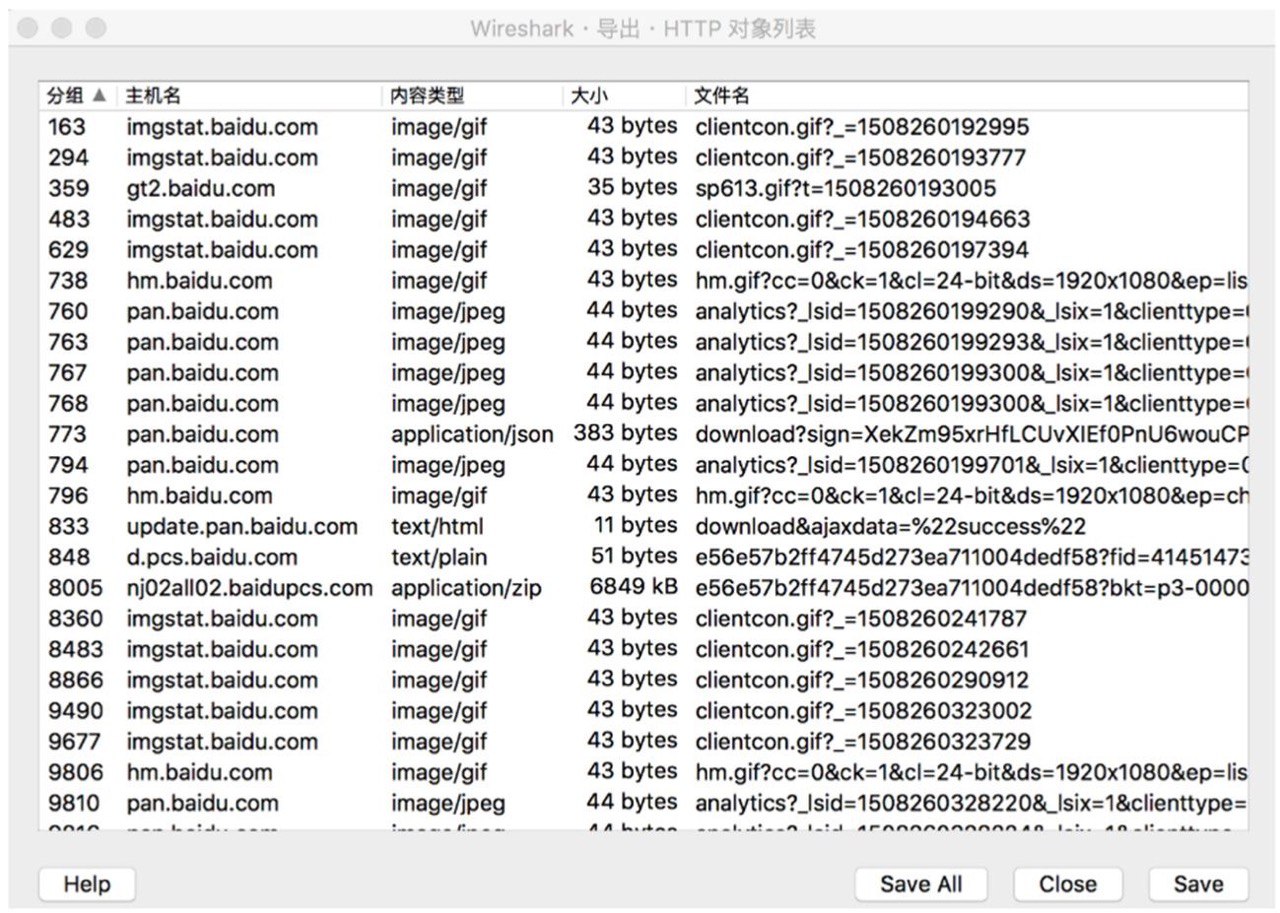 Wireshark · 导出 · HTTP 对象列表
分组 ▲ 主机名 内容类型 大小 文件名
163 imgstat.baidu.com image/gif 43 bytes clientcon.gif?_=1508260192995
294 imgstat.baidu.com image/gif 43 bytes clientcon.gif?_=1508260193777
359 gt2.baidu.com image/gif 35 bytes sp613.gif?t=1508260193005
483 imgstat.baidu.com image/gif 43 bytes clientcon.gif?_=1508260194663
629 imgstat.baidu.com image/gif 43 bytes clientcon.gif?_=1508260197394
738 hm.baidu.com image/gif 43 bytes hm.gif?cc=0&ck=1&cl=24-bit&ds=1920x1080&ep=lis
760 pan.baidu.com image/jpeg 44 bytes analytics?_lsid=1508260199290&_lsix=1&clienttype=
763 pan.baidu.com image/jpeg 44 bytes analytics?_lsid=1508260199293&_lsix=1&clienttype=
767 pan.baidu.com image/jpeg 44 bytes analytics?_lsid=1508260199300&_lsix=1&clienttype=
768 pan.baidu.com image/jpeg 44 bytes analytics?_lsid=1508260199300&_lsix=1&clienttype=
773 pan.baidu.com application/json 383 bytes download?sign=XekZm95xrHfLCUvXlEf0PnU6wouCP
794 pan.baidu.com image/jpeg 44 bytes analytics?_lsid=1508260199701&_lsix=1&clienttype=0
796 hm.baidu.com image/gif 43 bytes hm.gif?cc=0&ck=1&cl=24-bit&ds=1920x1080&ep=ch
833 update.pan.baidu.com text/html 11 bytes download&ajaxdata=%22success%22
848 d.pcs.baidu.com text/plain 51 bytes e56e57b2ff4745d273ea711004dedf58?fid=41451473
8005 nj02all02.baidupcs.com application/zip 6849 kB e56e57b2ff4745d273ea711004dedf58?bkt=p3-0000
8360 imgstat.baidu.com image/gif 43 bytes clientcon.gif?_=1508260241787
8483 imgstat.baidu.com image/gif 43 bytes clientcon.gif?_=1508260242661
8866 imgstat.baidu.com image/gif 43 bytes clientcon.gif?_=1508260290912
9490 imgstat.baidu.com image/gif 43 bytes clientcon.gif?_=1508260323002
9677 imgstat.baidu.com image/gif 43 bytes clientcon.gif?_=1508260323729
9806 hm.baidu.com image/gif 43 bytes hm.gif?cc=0&ck=1&cl=24-bit&ds=1920x1080&ep=lis
9810 pan.baidu.com image/jpeg 44 bytes analytics?_lsid=1508260328220&_lsix=1&clienttype=
Help Save All Close Save